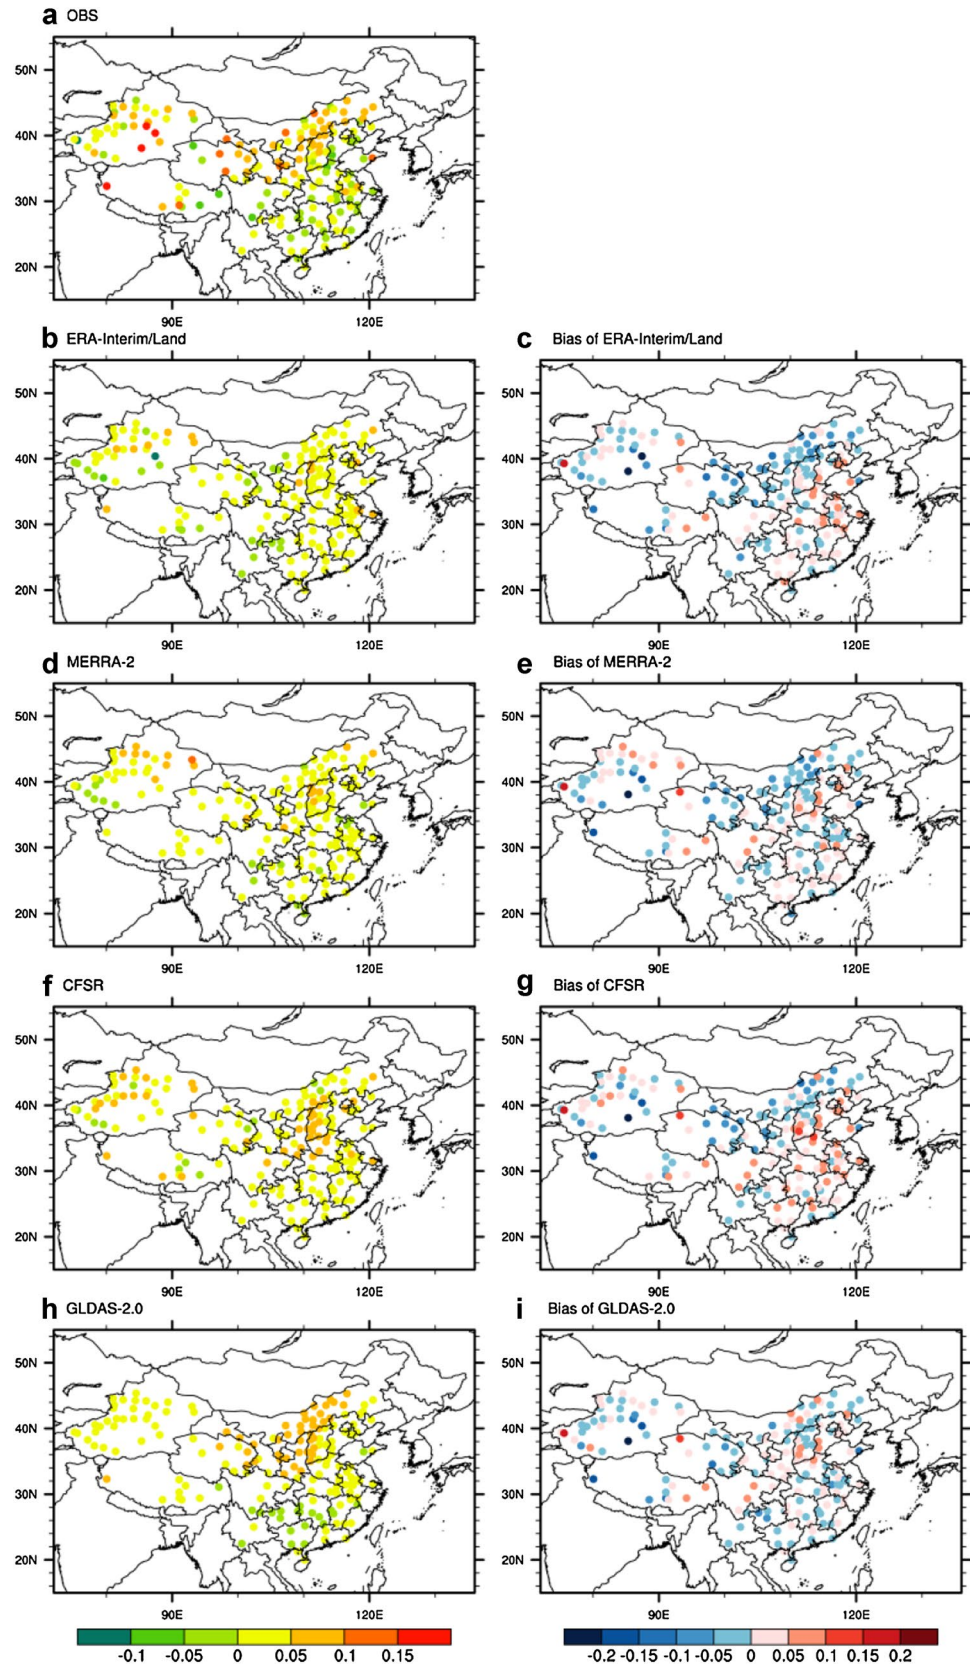 a OBS
50N
40N
30N
20N
90E 120E
b ERA-Interim/Land
c Bias of ERA-Interim/Land
50N 50N
40N 40N
30N 30N
20N 20N
90E 120E 90E 120E
d MERRA-2
e Bias of MERRA-2
50N 50N
40N 40N
30N 30N
20N 20N
90E 120E 90E 120E
f CFSR
g Bias of CFSR
50N 50N
40N 40N
30N 30N
20N 20N
90E 120E 90E 120E
h GLDAS-2.0
i Bias of GLDAS-2.0
50N 50N
40N 40N
30N 30N
20N 20N
90E 120E 90E 120E
-0.1 -0.05 0 0.05 0.1 0.15
-0.2 -0.15 -0.1 -0.05 0 0.05 0.1 0.15 0.2